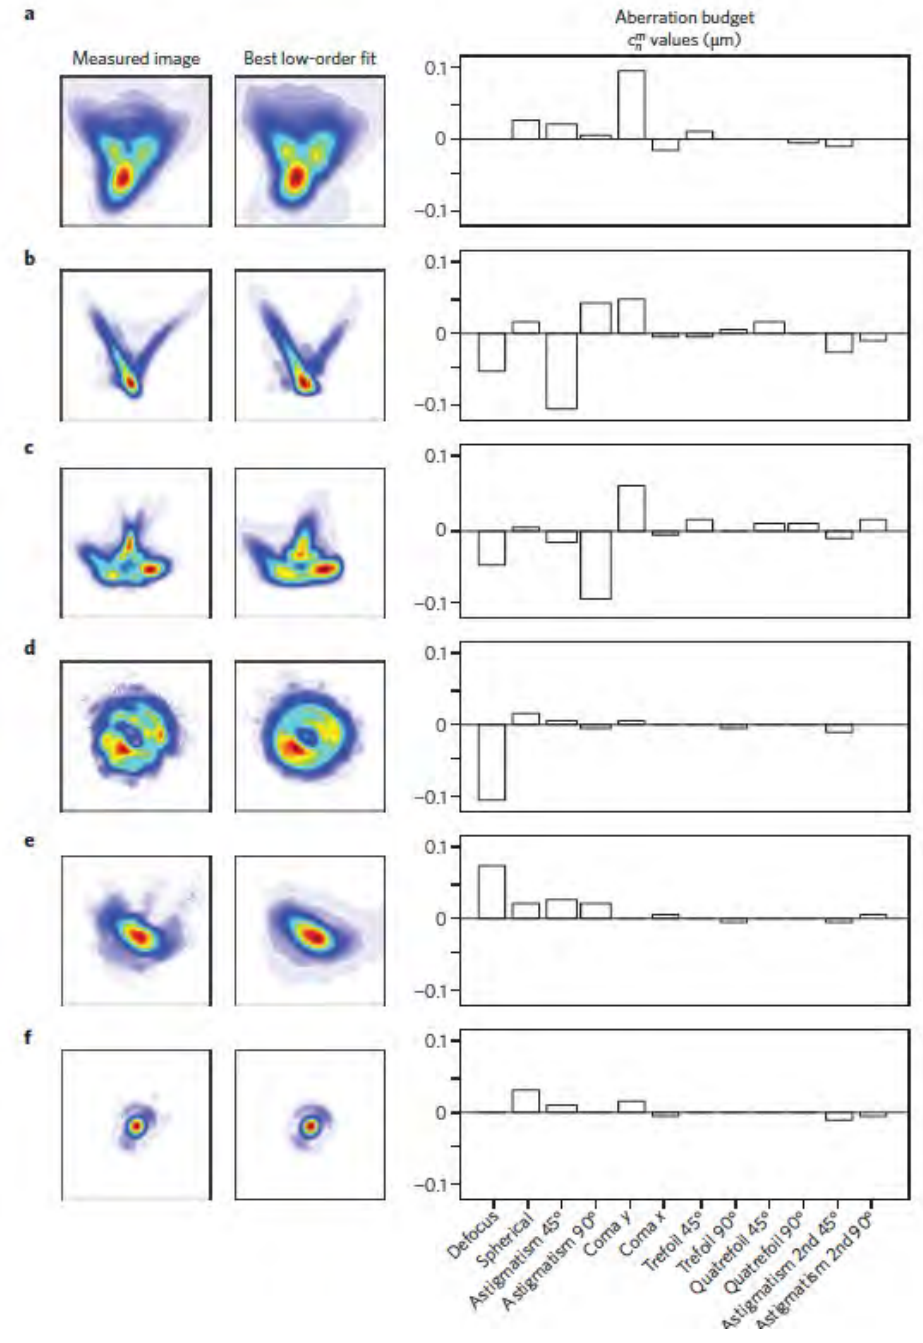 a
Aberration budget
cₙᵐ values (μm)
Measured image
Best low-order fit
0.1
0
−0.1
b
0.1
0
−0.1
c
0.1
0
−0.1
d
0.1
0
−0.1
e
0.1
0
−0.1
f
0.1
0
−0.1
Defocus
Spherical
Astigmatism 45°
Astigmatism 90°
Coma y
Coma x
Trefoil 45°
Trefoil 90°
Quatrefoil 45°
Quatrefoil 90°
Astigmatism 2nd 45°
Astigmatism 2nd 90°